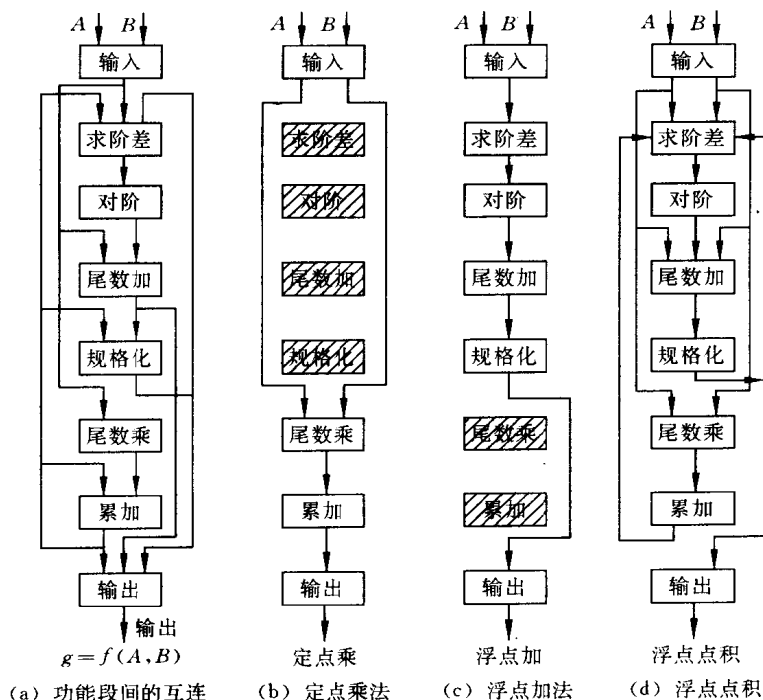 A B
输入
求阶差
对阶
尾数加
规格化
尾数乘
累加
输出
输出
g=f(A,B)
(a) 功能段间的互连
A B
输入
求阶差
对阶
尾数加
规格化
尾数乘
累加
输出
定点乘
(b) 定点乘法
A B
输入
求阶差
对阶
尾数加
规格化
尾数乘
累加
输出
浮点加
(c) 浮点加法
A B
输入
求阶差
对阶
尾数加
规格化
尾数乘
累加
输出
浮点点积
(d) 浮点点积